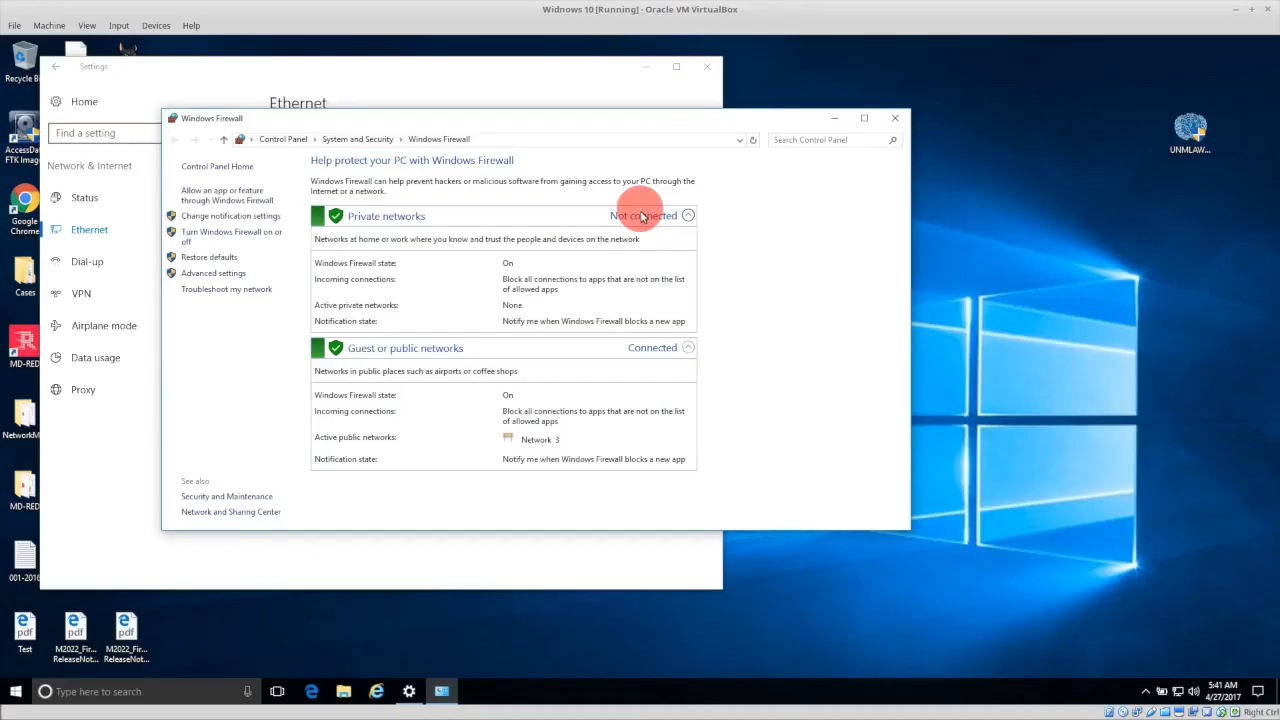 Widnows 10 [Running] - Oracle VM VirtualBox
File Machine View Input Devices Help
Recycle B
AccessDat
FTK Imag
Google
Chrome
Cases
MD-RED
NetworkM
MD-RED
001-2016
Test
M2022_Fir...
ReleaseNot...
M2022_Fir...
ReleaseNot...
UNMLAW...
Settings
Home
Find a setting
Network & Internet
Status
Ethernet
Dial-up
VPN
Airplane mode
Data usage
Proxy
Ethernet
Windows Firewall
Control Panel > System and Security > Windows Firewall
Search Control Panel
Control Panel Home
Allow an app or feature
through Windows Firewall
Change notification settings
Turn Windows Firewall on or
off
Restore defaults
Advanced settings
Troubleshoot my network
See also
Security and Maintenance
Network and Sharing Center
Help protect your PC with Windows Firewall
Windows Firewall can help prevent hackers or malicious software from gaining access to your PC through the
Internet or a network.
Private networks Not connected
Networks at home or work where you know and trust the people and devices on the network
Windows Firewall state: On
Incoming connections: Block all connections to apps that are not on the list
of allowed apps
Active private networks: None
Notification state: Notify me when Windows Firewall blocks a new app
Guest or public networks Connected
Networks in public places such as airports or coffee shops
Windows Firewall state: On
Incoming connections: Block all connections to apps that are not on the list
of allowed apps
Active public networks: Network 3
Notification state: Notify me when Windows Firewall blocks a new app
Type here to search
5:41 AM
4/27/2017
Right Ctrl